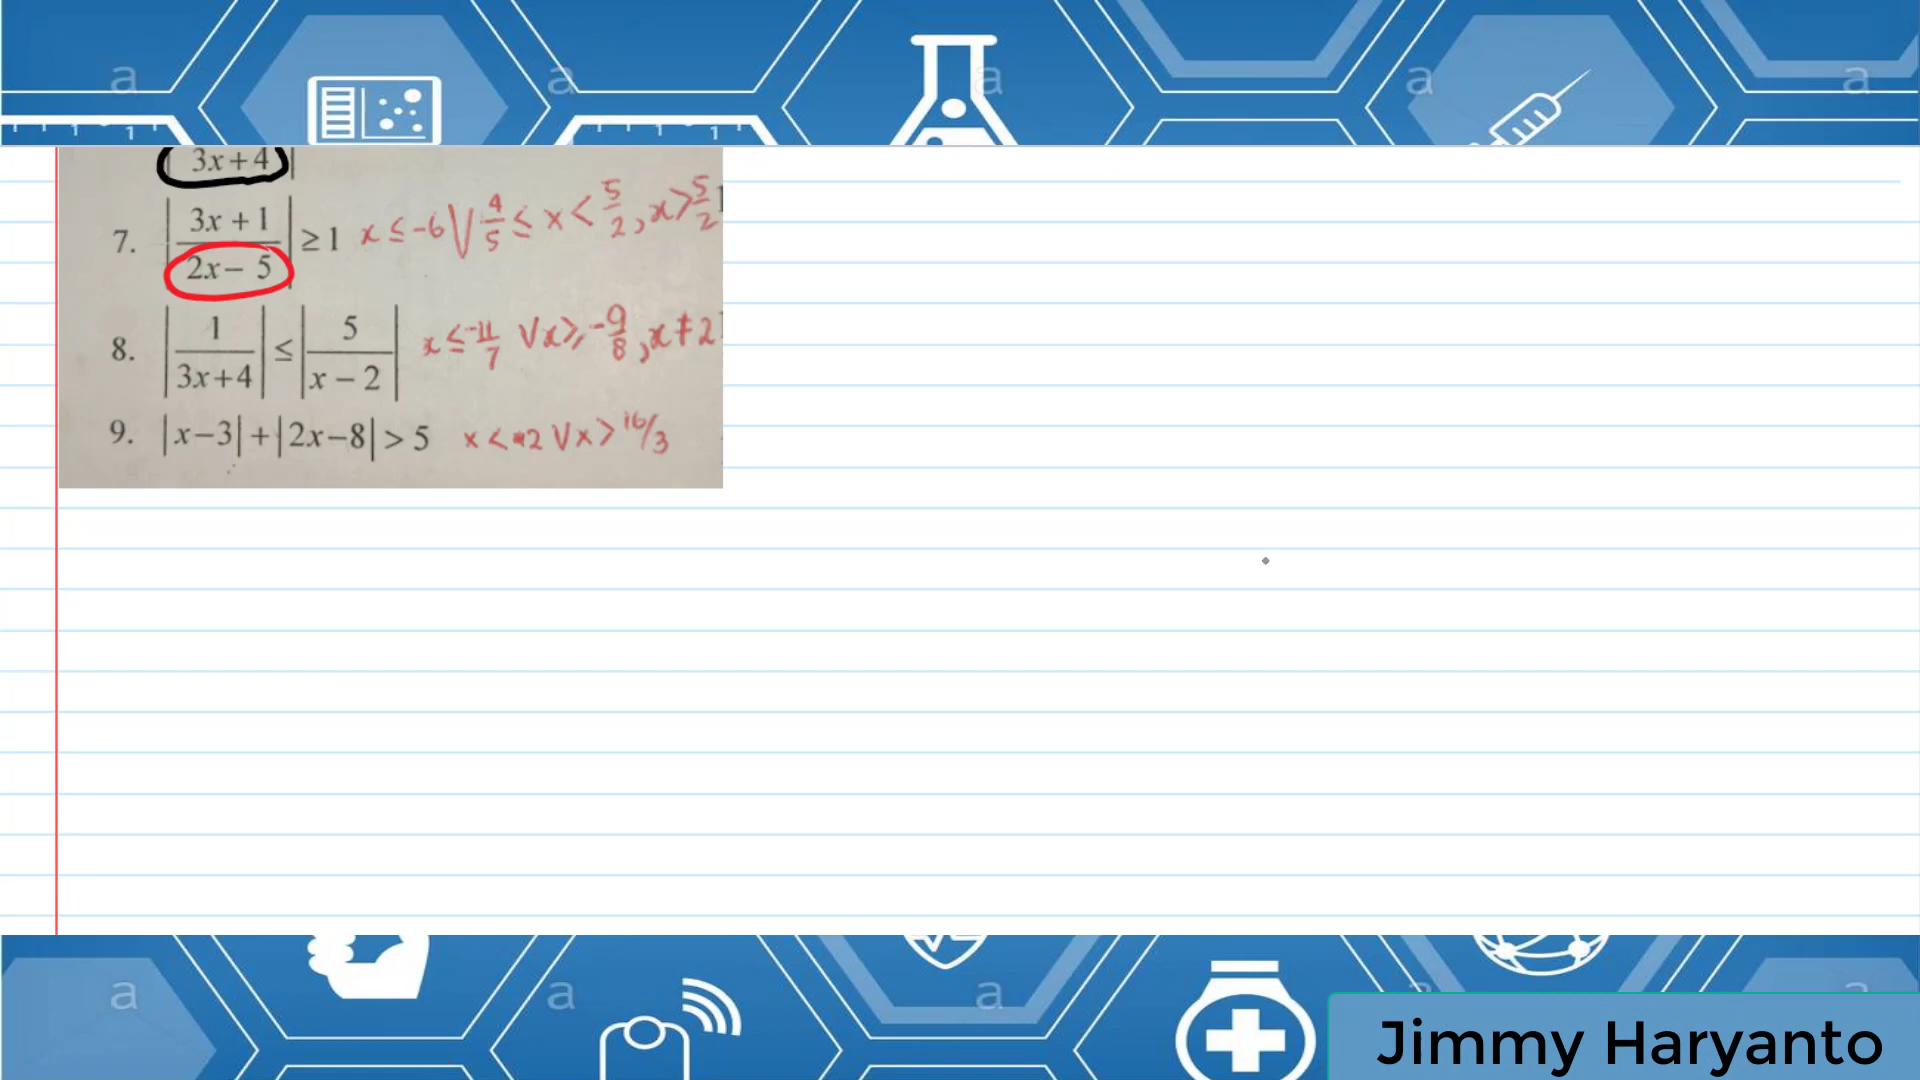 3x+4
7. |3x + 1 / 2x – 5| ≥ 1 x ≤ -6 ∨ 4/5 ≤ x < 5/2, x > 5/2
8. |1 / 3x+4| ≤ |5 / x – 2| x ≤ -11/7 ∨ x ≥ -9/8, x ≠ 2
9. |x–3| + |2x–8| > 5 x < 2 ∨ x > 16/3
Jimmy Haryanto